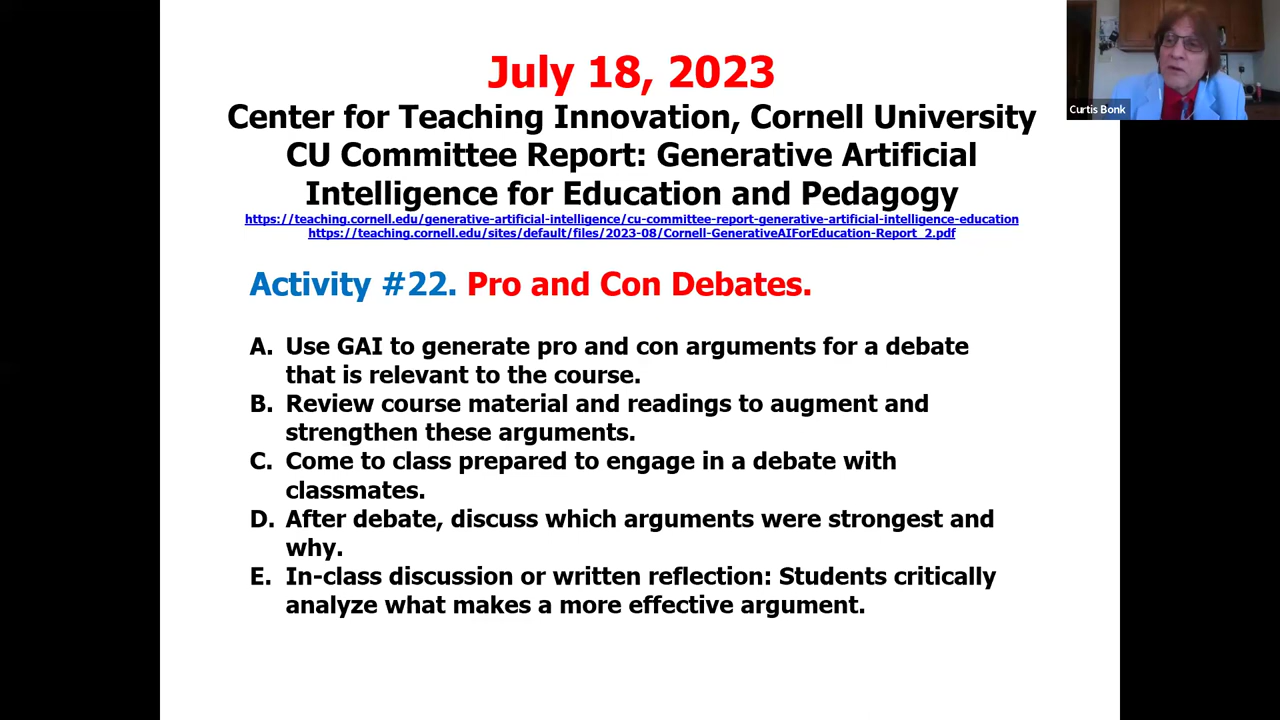 July 18, 2023
Center for Teaching Innovation, Cornell University
CU Committee Report: Generative Artificial
Intelligence for Education and Pedagogy
https://teaching.cornell.edu/generative-artificial-intelligence/cu-committee-report-generative-artificial-intelligence-education
https://teaching.cornell.edu/sites/default/files/2023-08/Cornell-GenerativeAIForEducation-Report_2.pdf
Activity #22. Pro and Con Debates.
A. Use GAI to generate pro and con arguments for a debate
that is relevant to the course.
B. Review course material and readings to augment and
strengthen these arguments.
C. Come to class prepared to engage in a debate with
classmates.
D. After debate, discuss which arguments were strongest and
why.
E. In-class discussion or written reflection: Students critically
analyze what makes a more effective argument.
Curtis Bonk